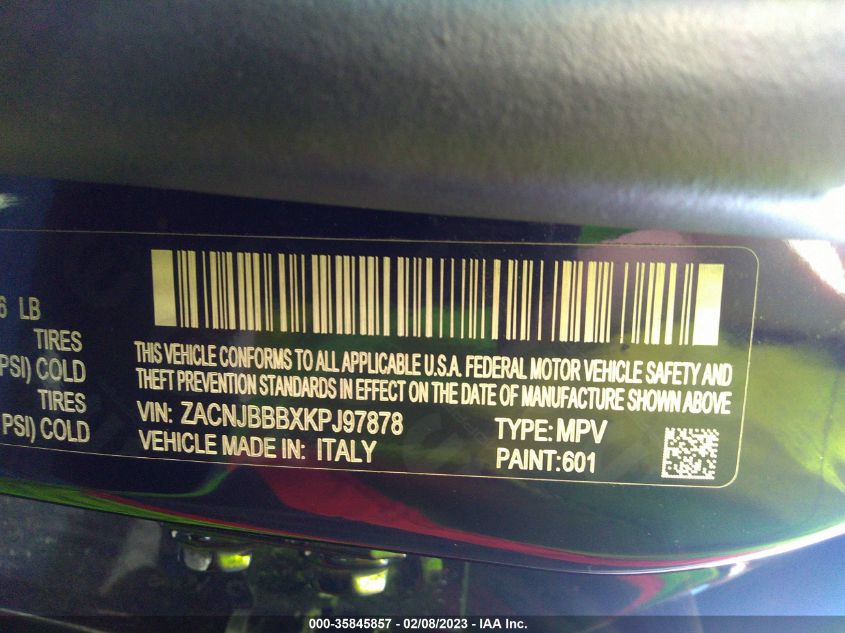 6 LB
TIRES
PSI) COLD
TIRES
PSI) COLD
THIS VEHICLE CONFORMS TO ALL APPLICABLE U.S.A. FEDERAL MOTOR VEHICLE SAFETY AND
THEFT PREVENTION STANDARDS IN EFFECT ON THE DATE OF MANUFACTURE SHOWN ABOVE
VIN: ZACNJBBBXKPJ97878 TYPE: MPV
VEHICLE MADE IN: ITALY PAINT:601
000-35845857 - 02/08/2023 - IAA Inc.